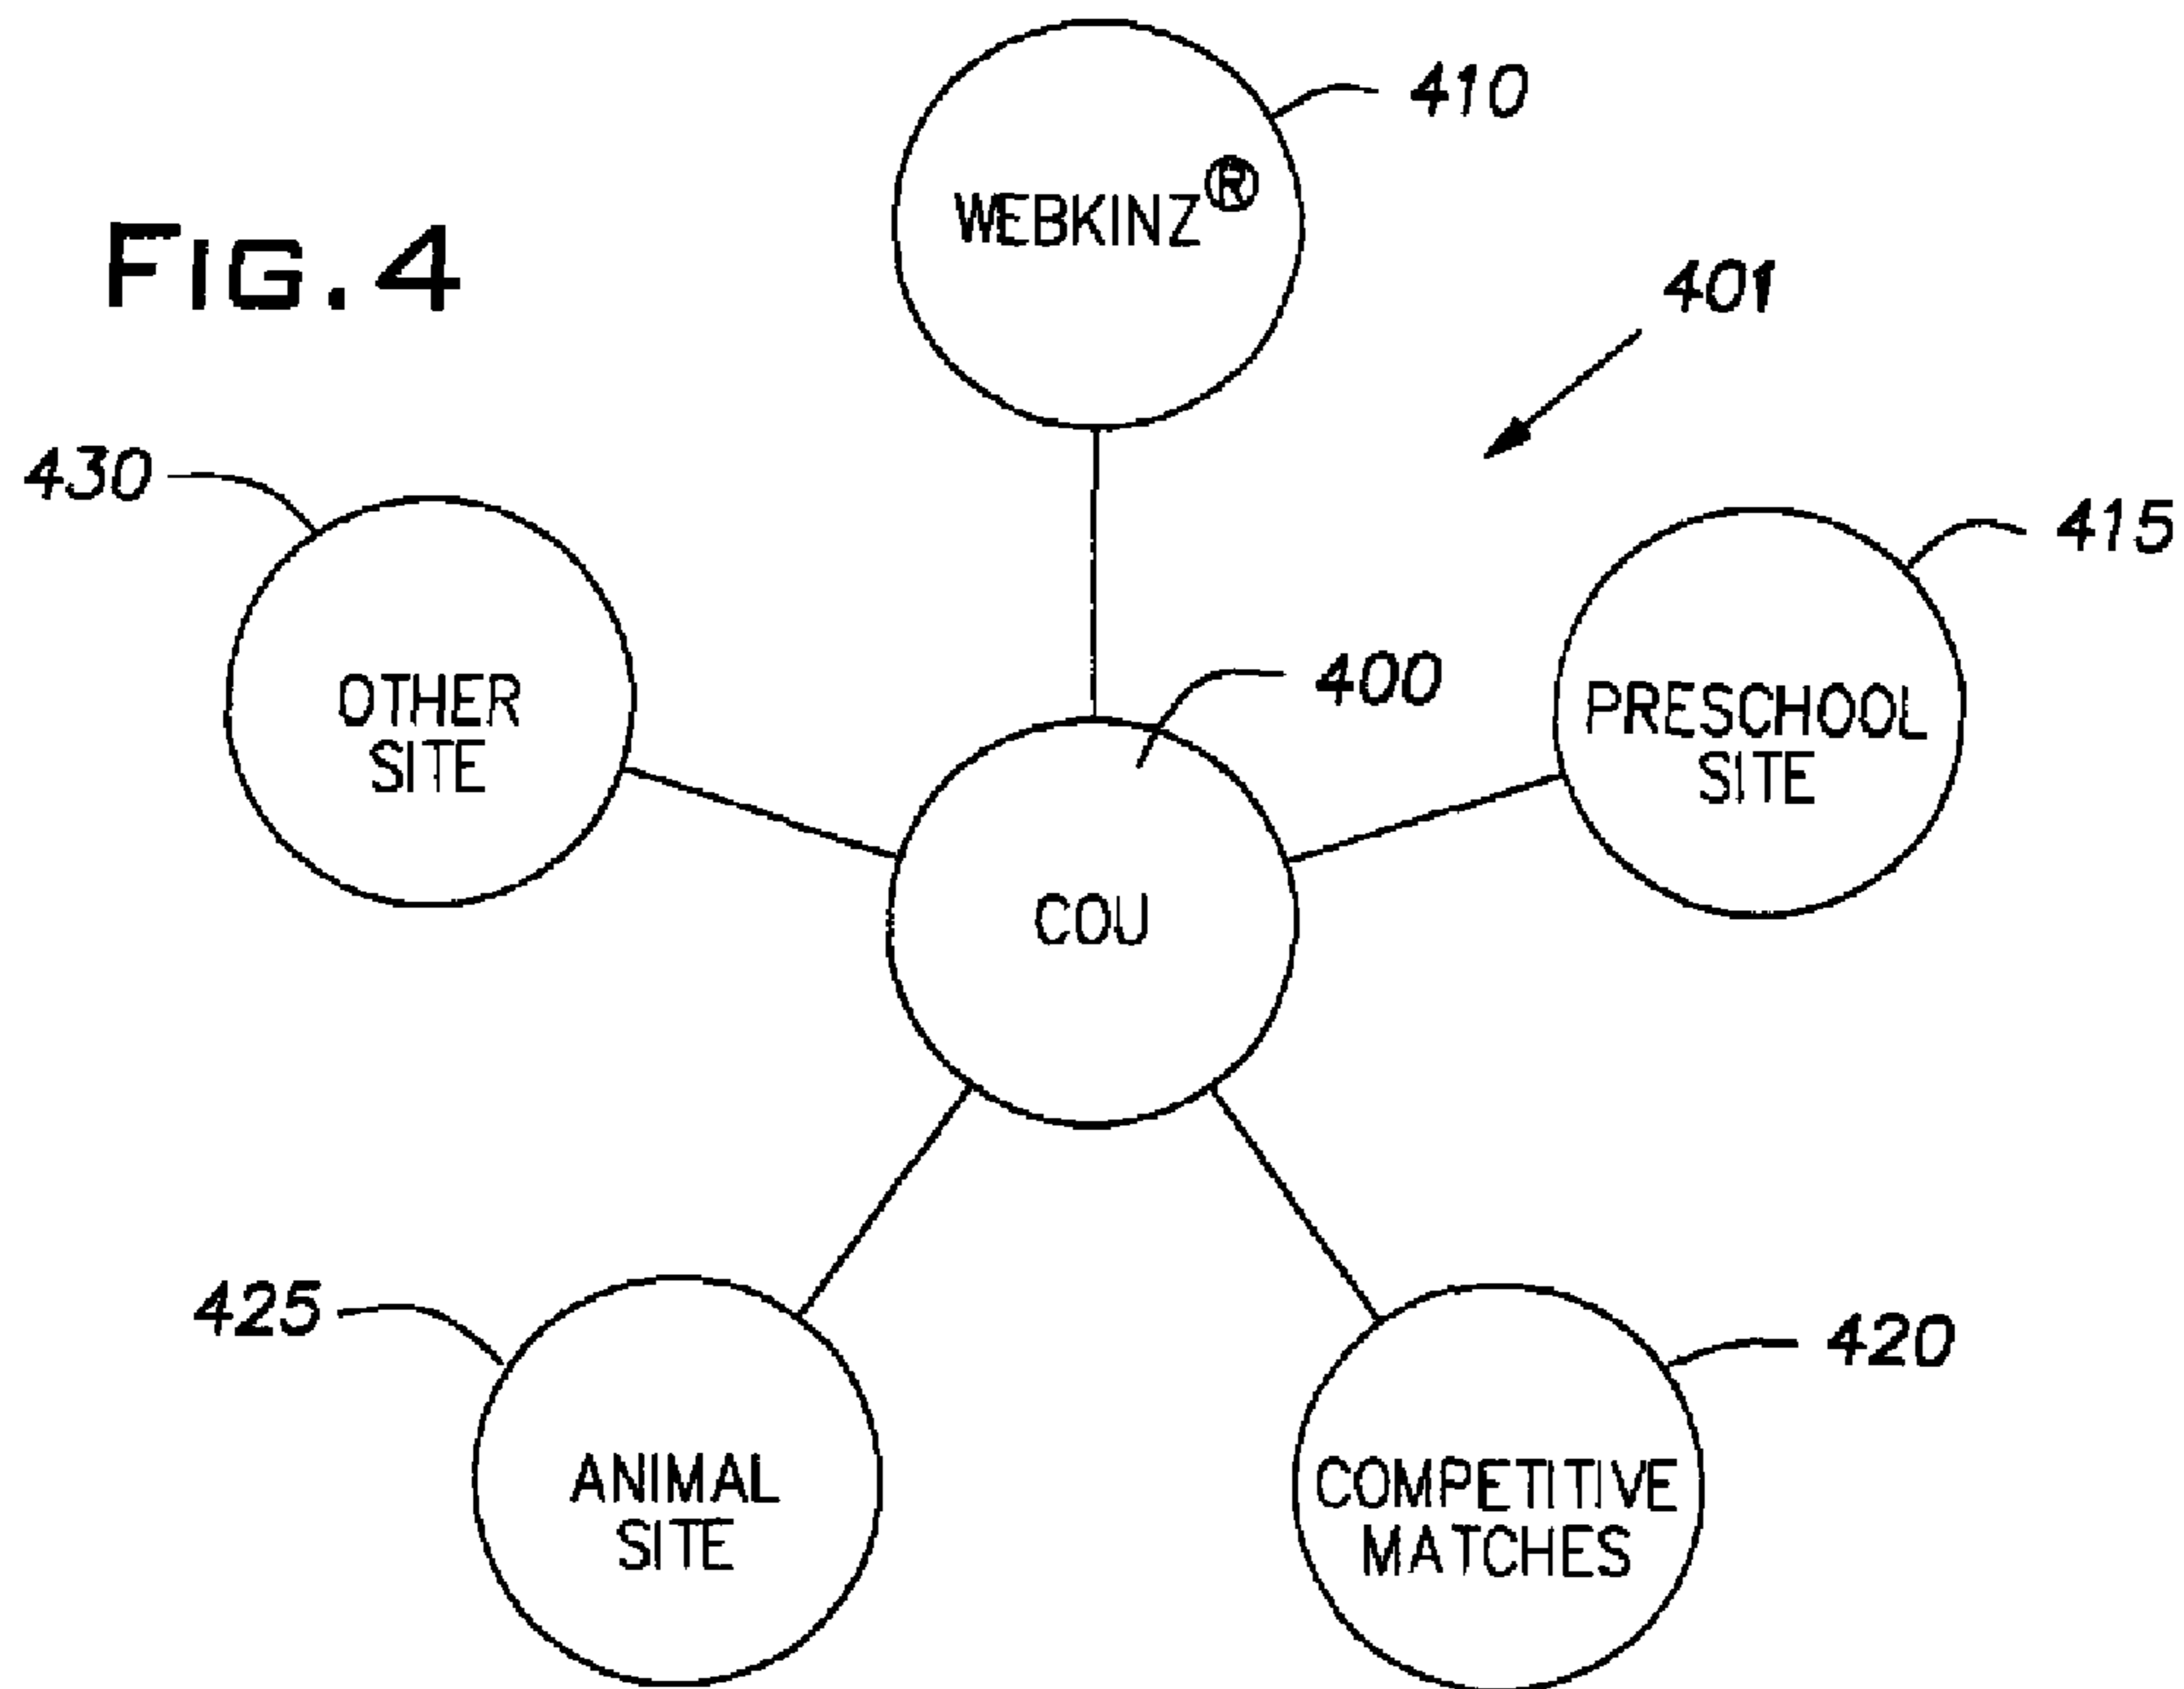 410
WEBKINZ®
FIG. 4
401
430
415
OTHER
SITE
400
PRESCHOOL
SITE
COU
425
420
ANIMAL
SITE
COMPETITIVE
MATCHES